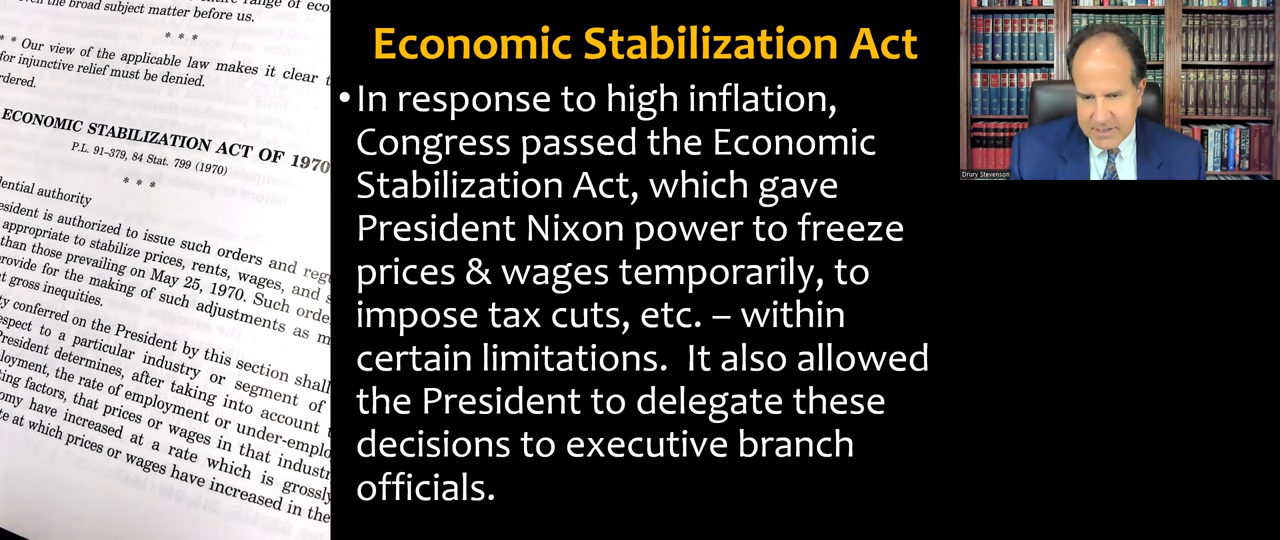 the broad subject matter before us.
* * *
* * Our view of the applicable law makes it clear
for injunctive relief must be denied.
ECONOMIC STABILIZATION ACT OF 1970
P.L. 91–379, 84 Stat. 799 (1970)
* * *
authority
is authorized to issue such orders and
appropriate to stabilize prices, rents, wages, and
than those prevailing on May 25, 1970. Such
for the making of such adjustments as
gross inequities.
conferred on the President by this section shall
to a particular industry or segment of
President determines, after taking into account
the rate of employment or
factors, that prices or wages in that
have increased at a rate which is grossly
at which prices or wages have increased in the
Economic Stabilization Act
• In response to high inflation,
Congress passed the Economic
Stabilization Act, which gave
President Nixon power to freeze
prices & wages temporarily, to
impose tax cuts, etc. – within
certain limitations. It also allowed
the President to delegate these
decisions to executive branch
officials.
Drury Stevenson